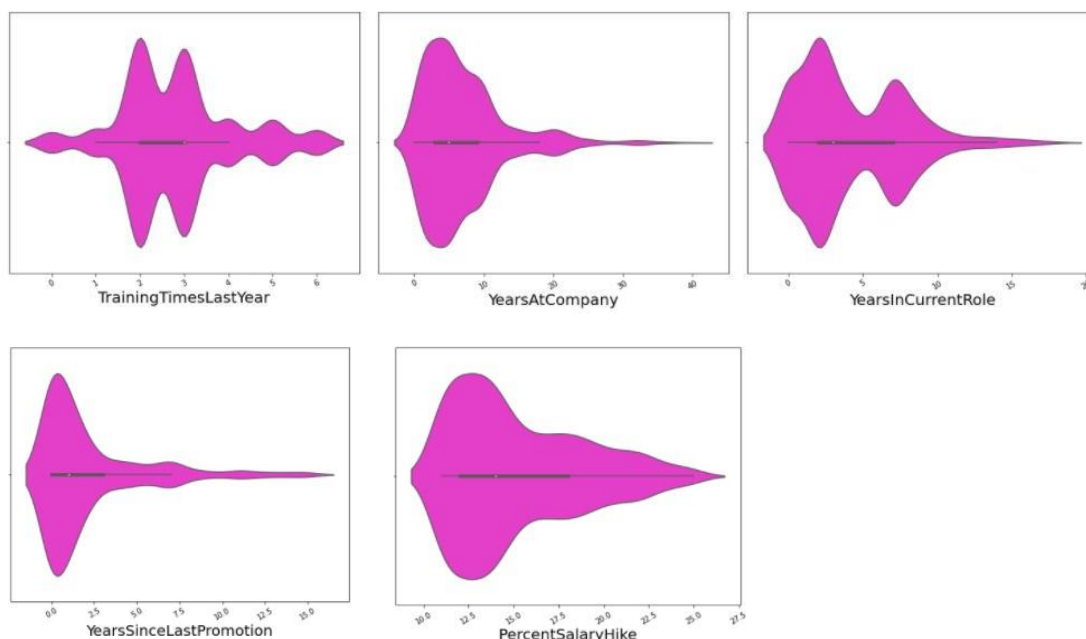 0 1 2 3 4 5 6
TrainingTimesLastYear
0 10 20 30 40
YearsAtCompany
0 5 10 15 20
YearsInCurrentRole
0.0 2.5 5.0 7.5 10.0 12.5 15.0
YearsSinceLastPromotion
10.0 12.5 15.0 17.5 20.0 22.5 25.0 27.5
PercentSalaryHike